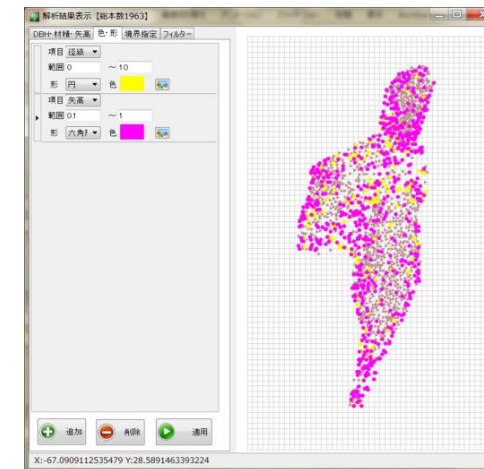 解析結果表示【総本数1963】
DBH･材積･矢高 色･形 境界指定 フィルター
項目 径級
範囲 0 ～ 10
形 円 色
項目 矢高
範囲 0.1 ～ 1
形 六角形 色
追加 削除 適用
X:-67.0909112535479 Y:28.5891463393224